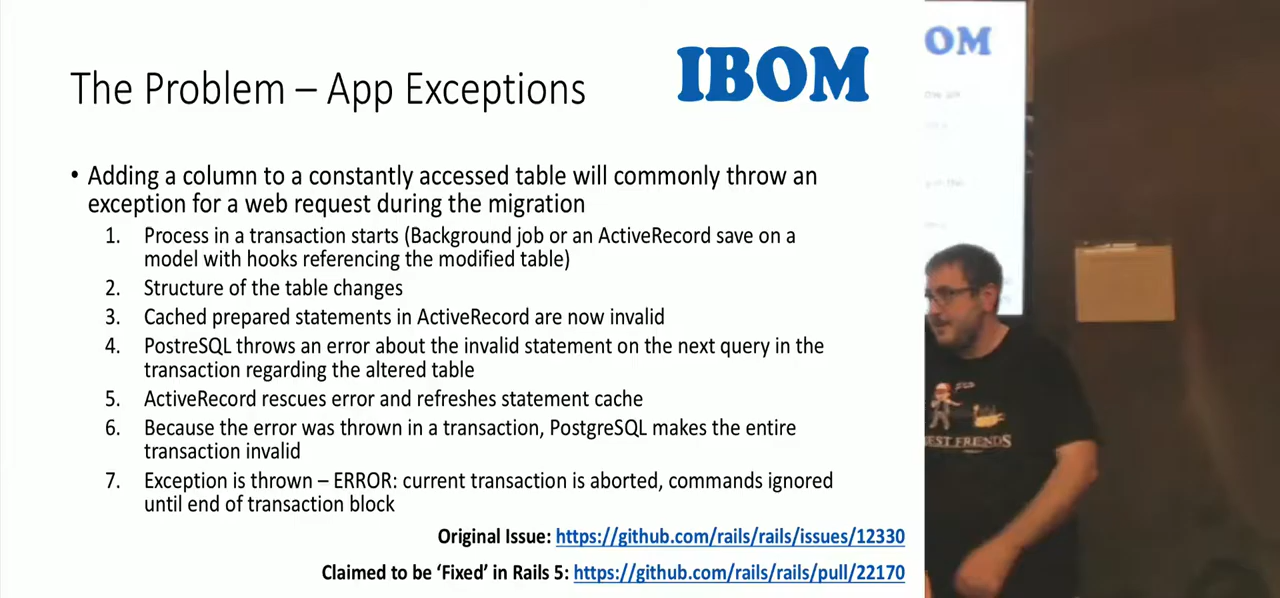 The Problem – App Exceptions
IBOM
• Adding a column to a constantly accessed table will commonly throw an
exception for a web request during the migration
1. Process in a transaction starts (Background job or an ActiveRecord save on a
model with hooks referencing the modified table)
2. Structure of the table changes
3. Cached prepared statements in ActiveRecord are now invalid
4. PostreSQL throws an error about the invalid statement on the next query in the
transaction regarding the altered table
5. ActiveRecord rescues error and refreshes statement cache
6. Because the error was thrown in a transaction, PostgreSQL makes the entire
transaction invalid
7. Exception is thrown – ERROR: current transaction is aborted, commands ignored
until end of transaction block
Original Issue: https://github.com/rails/rails/issues/12330
Claimed to be ‘Fixed’ in Rails 5: https://github.com/rails/rails/pull/22170
OM
EST FRIENDS